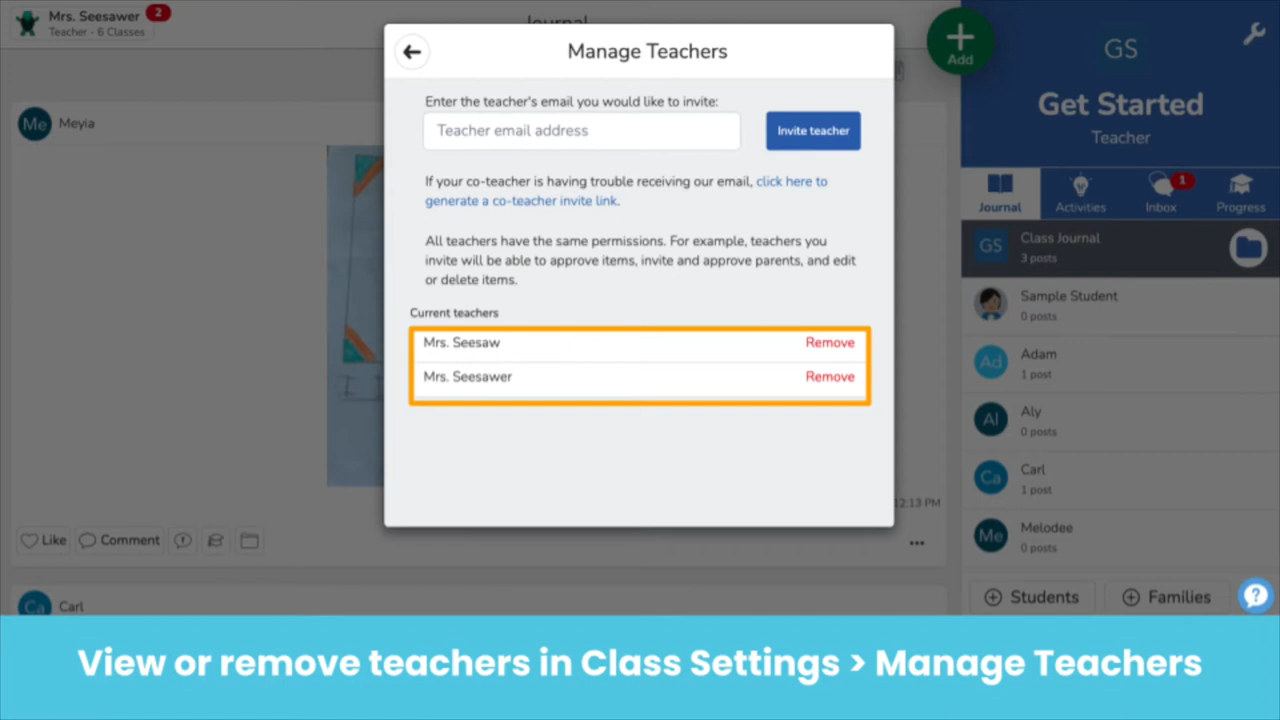 Mrs. Seesawer 2
Teacher - 6 Classes
Journal
Me Meyia
Manage Teachers
Enter the teacher's email you would like to invite:
Teacher email address
Invite teacher
If your co-teacher is having trouble receiving our email, click here to
generate a co-teacher invite link.
All teachers have the same permissions. For example, teachers you
invite will be able to approve items, invite and approve parents, and edit
or delete items.
Current teachers
Mrs. Seesaw Remove
Mrs. Seesawer Remove
12:13 PM
Like Comment
Ca Carl
Add
GS
Get Started
Teacher
Journal Activities Inbox 1 Progress
GS Class Journal
3 posts
Sample Student
0 posts
Ad Adam
1 post
Al Aly
0 posts
Ca Carl
1 post
Me Melodee
0 posts
Students Families
?
View or remove teachers in Class Settings > Manage Teachers